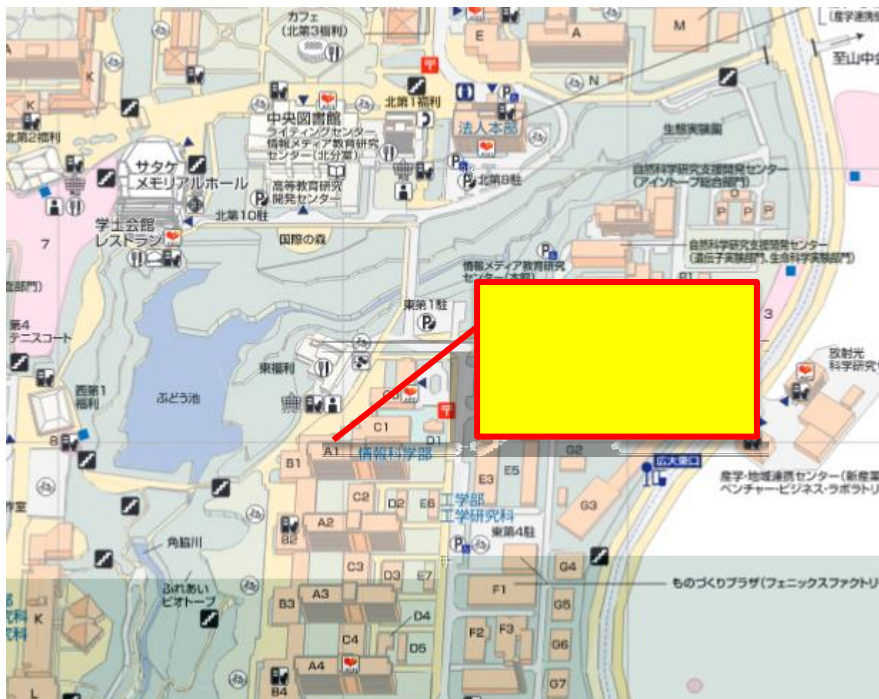 カフェ
(北第3福利)
E
A
M
(産学連携
至山中
K
K
N
北第1福利
法人本部
中央図書館
ライティングセンター
情報メディア教育研究
センター(北分室)
北第2福利
生態実験園
サタケ
メモリアルホール
高等教育研究
開発センター
北第8駐
自然科学研究支援開発センター
(アイソトープ総合部門)
O
P
P
P
北第10駐
学士会館
レストラン
国際の森
7
情報メディア教育研究
センター(本館)
自然科学研究支援開発センター
(遺伝子実験部門、生命科学実験部門)
東第1駐
3
第4
テニスコート
放射光
科学研究
西第1
福利
ぶどう池
東福利
8
C1
D1
A1
情報科学部
B1
G2
広大東口
E3
E5
産学・地域連携センター(新産業
ベンチャー・ビジネス・ラボラトリ
C2
D2
E6
工学部
工学研究科
G3
A2
B2
東第4駐
角脇川
C3
D3
E7
G4
ものづくりプラザ(フェニックスファクトリー
ふれあい
ビオトープ
F1
B3
A3
G5
D4
K
C4
D5
F2
F3
G6
A4
B4
G7
L